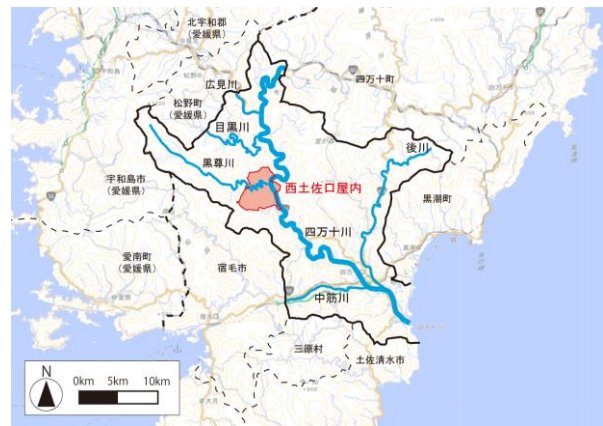 北宇和郡
(愛媛県)
四万十町
広見川
松野町
(愛媛県)
目黒川
後川
黒尊川
宇和島市
(愛媛県)
西土佐口屋内
黒潮町
四万十川
愛南町
(愛媛県)
宿毛市
中筋川
三原村
土佐清水市
N
0km 5km 10km